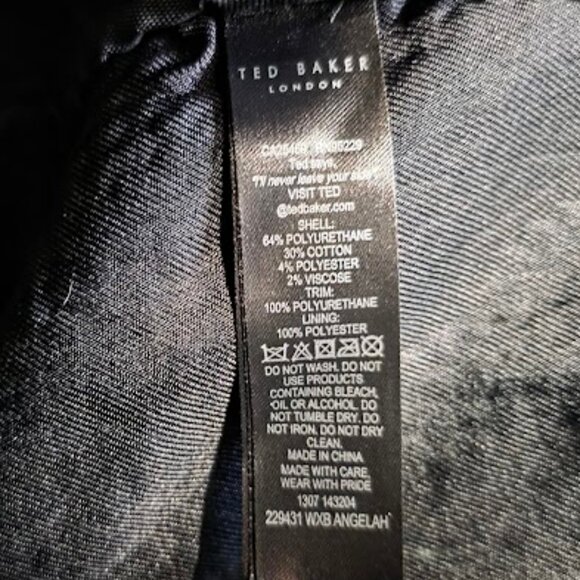 TED BAKER
LONDON
Ted says,
"I'll never leave your side"
VISIT TED
@tedbaker.com
SHELL:
64% POLYURETHANE
30% COTTON
4% POLYESTER
2% VISCOSE
TRIM:
100% POLYURETHANE
LINING:
100% POLYESTER
DO NOT WASH. DO NOT
USE PRODUCTS
CONTAINING BLEACH,
OIL OR ALCOHOL. DO
NOT TUMBLE DRY. DO
NOT IRON. DO NOT DRY
CLEAN.
MADE IN CHINA
MADE WITH CARE.
WEAR WITH PRIDE
1307 143204
229431 WXB ANGELAH